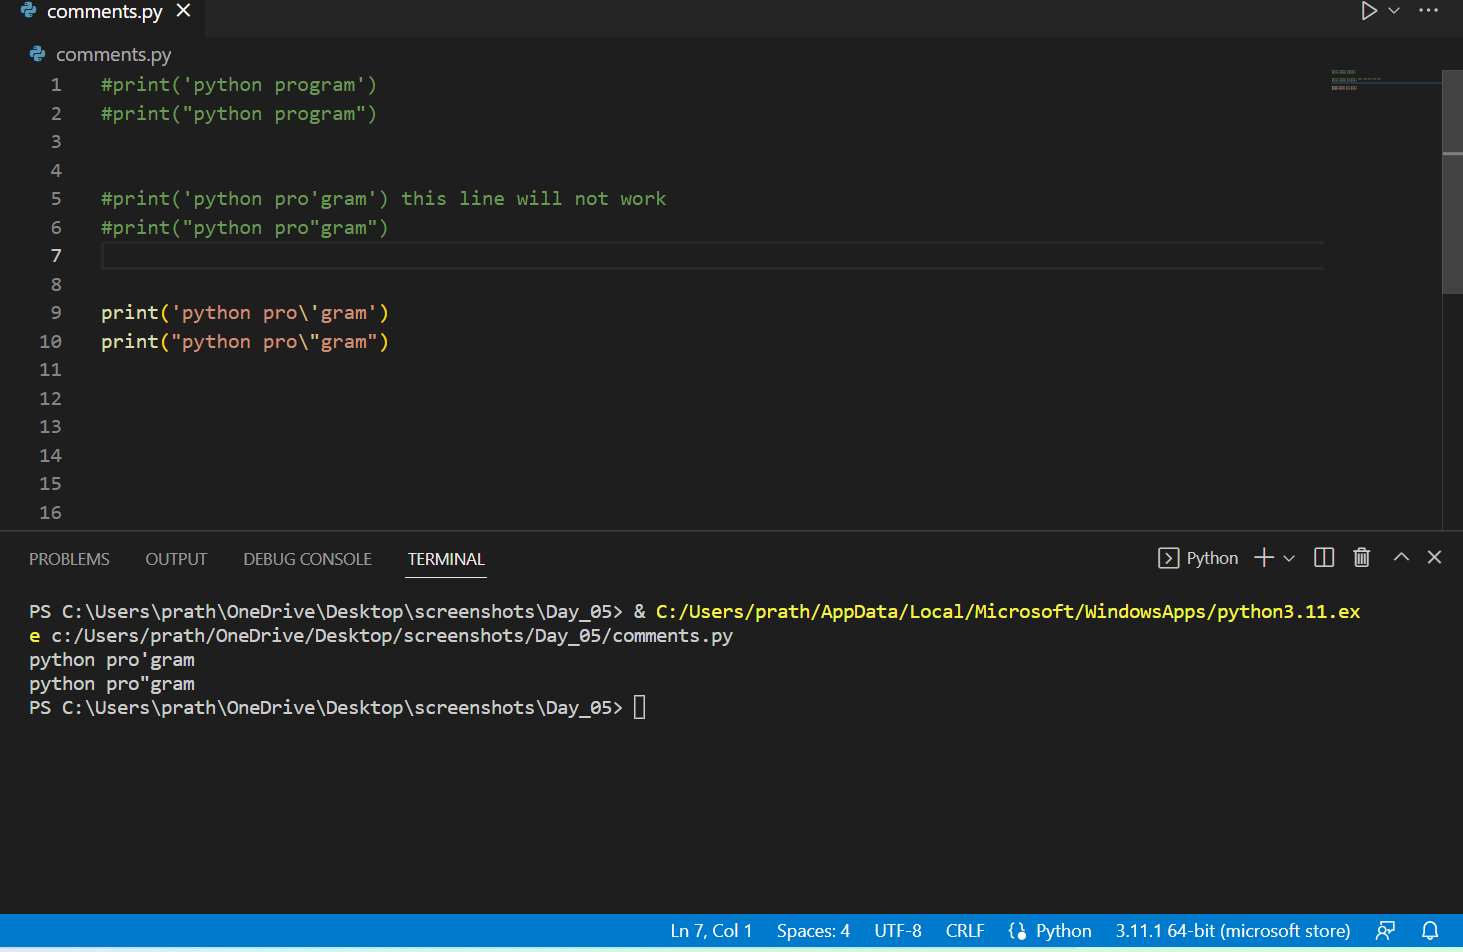 comments.py
comments.py
1 #print('python program')
2 #print("python program")
3
4
5 #print('python pro'gram') this line will not work
6 #print("python pro"gram")
7
8
9 print('python pro\'gram')
10 print("python pro\"gram")
11
12
13
14
15
16
PROBLEMS OUTPUT DEBUG CONSOLE TERMINAL Python
PS C:\Users\prath\OneDrive\Desktop\screenshots\Day_05> & C:/Users/prath/AppData/Local/Microsoft/WindowsApps/python3.11.ex
e c:/Users/prath/OneDrive/Desktop/screenshots/Day_05/comments.py
python pro'gram
python pro"gram
PS C:\Users\prath\OneDrive\Desktop\screenshots\Day_05>
Ln 7, Col 1 Spaces: 4 UTF-8 CRLF Python 3.11.1 64-bit (microsoft store)